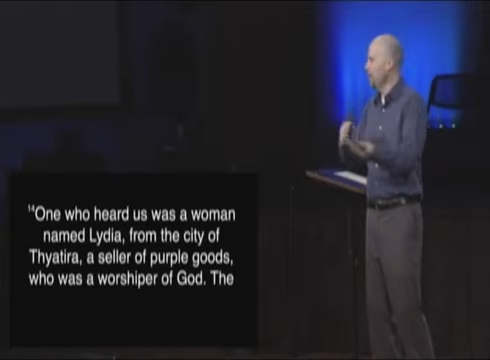 ¹⁴One who heard us was a woman
named Lydia, from the city of
Thyatira, a seller of purple goods,
who was a worshiper of God. The